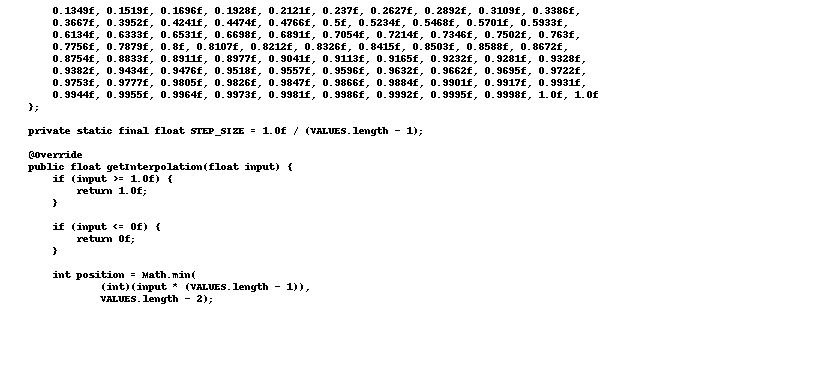 0.1349f, 0.1519f, 0.1696f, 0.1928f, 0.2121f, 0.237f, 0.2627f, 0.2892f, 0.3109f, 0.3386f,
0.3667f, 0.3952f, 0.4241f, 0.4474f, 0.4766f, 0.5f, 0.5234f, 0.5468f, 0.5701f, 0.5933f,
0.6134f, 0.6333f, 0.6531f, 0.6698f, 0.6891f, 0.7054f, 0.7214f, 0.7346f, 0.7502f, 0.763f,
0.7756f, 0.7879f, 0.8f, 0.8107f, 0.8212f, 0.8326f, 0.8415f, 0.8503f, 0.8588f, 0.8672f,
0.8754f, 0.8833f, 0.8911f, 0.8977f, 0.9041f, 0.9113f, 0.9165f, 0.9232f, 0.9281f, 0.9328f,
0.9382f, 0.9434f, 0.9476f, 0.9518f, 0.9557f, 0.9596f, 0.9632f, 0.9662f, 0.9695f, 0.9722f,
0.9753f, 0.9777f, 0.9805f, 0.9826f, 0.9847f, 0.9866f, 0.9884f, 0.9901f, 0.9917f, 0.9931f,
0.9944f, 0.9955f, 0.9964f, 0.9973f, 0.9981f, 0.9986f, 0.9992f, 0.9995f, 0.9998f, 1.0f, 1.0f
};
private static final float STEP_SIZE = 1.0f / (VALUES.length - 1);
@Override
public float getInterpolation(float input) {
if (input >= 1.0f) {
return 1.0f;
}
if (input <= 0f) {
return 0f;
}
int position = Math.min(
(int)(input * (VALUES.length - 1)),
VALUES.length - 2);